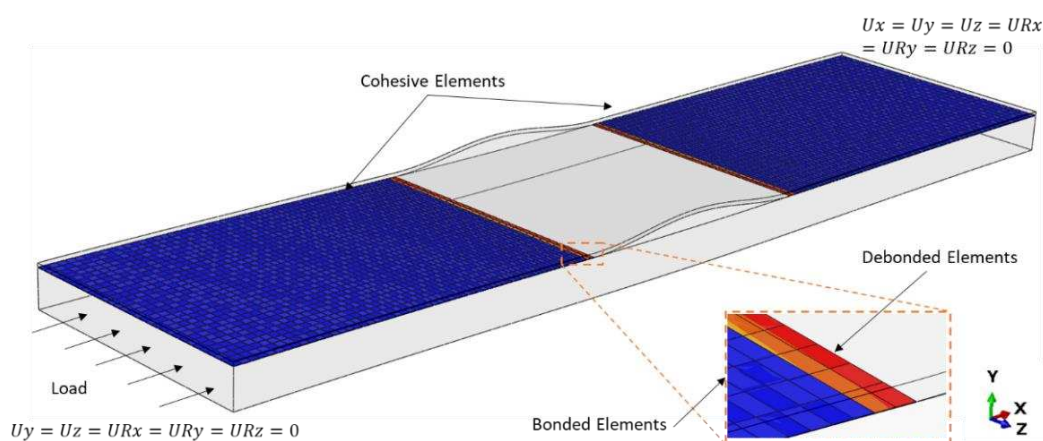 Ux = Uy = Uz = URx
= URy = URz = 0
Cohesive Elements
Debonded Elements
Load
Bonded Elements
Y
X
Z
Uy = Uz = URx = URy = URz = 0